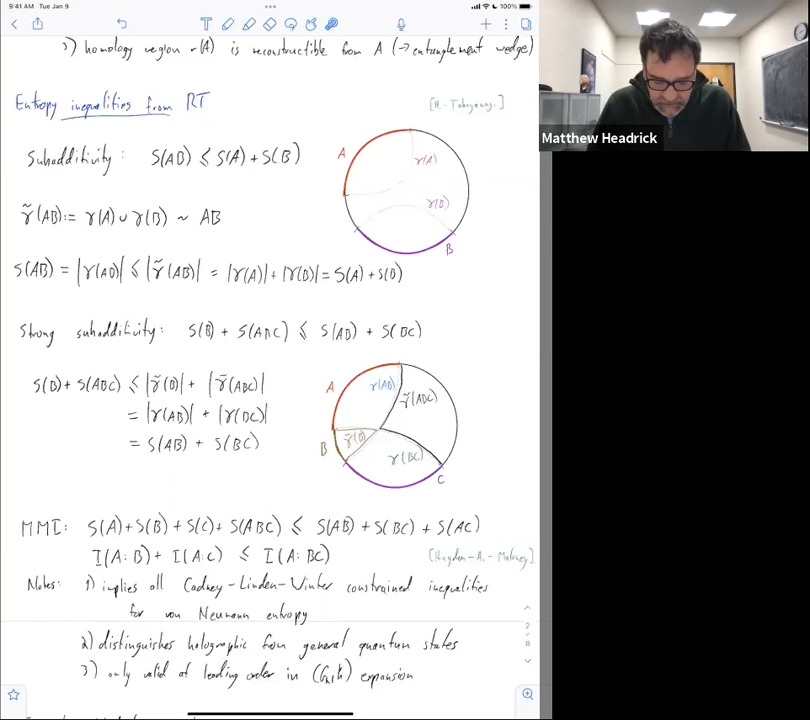 9:41 AM Tue Jan 9
100%
3) homology region r(A) is reconstructible from A (→ entanglement wedge)
Entropy inequalities from RT
[H.-Takayanagi]
Subadditivity: S(AB) ≤ S(A) + S(B)
A
γ(A)
γ(B)
B
γ̃(AB) := γ(A) ∪ γ(B) ~ AB
S(AB) = |γ(AB)| ≤ |γ̃(AB)| = |γ(A)| + |γ(B)| = S(A) + S(B)
Strong subadditivity: S(B) + S(ABC) ≤ S(AB) + S(BC)
A
γ(AB)
γ̃(ABC)
B
γ̃(B)
γ(BC)
C
S(B) + S(ABC) ≤ |γ̃(B)| + |γ̃(ABC)|
= |γ(AB)| + |γ(BC)|
= S(AB) + S(BC)
MMI: S(A) + S(B) + S(C) + S(ABC) ≤ S(AB) + S(BC) + S(AC)
I(A:B) + I(A:C) ≤ I(A:BC)
[Hayden-H.-Maloney]
Notes: 1) implies all Cadney-Linden-Winter constrained inequalities
for von Neumann entropy
2) distinguishes holographic from general quantum states
3) only valid at leading order in (G_N ħ) expansion
Matthew Headrick